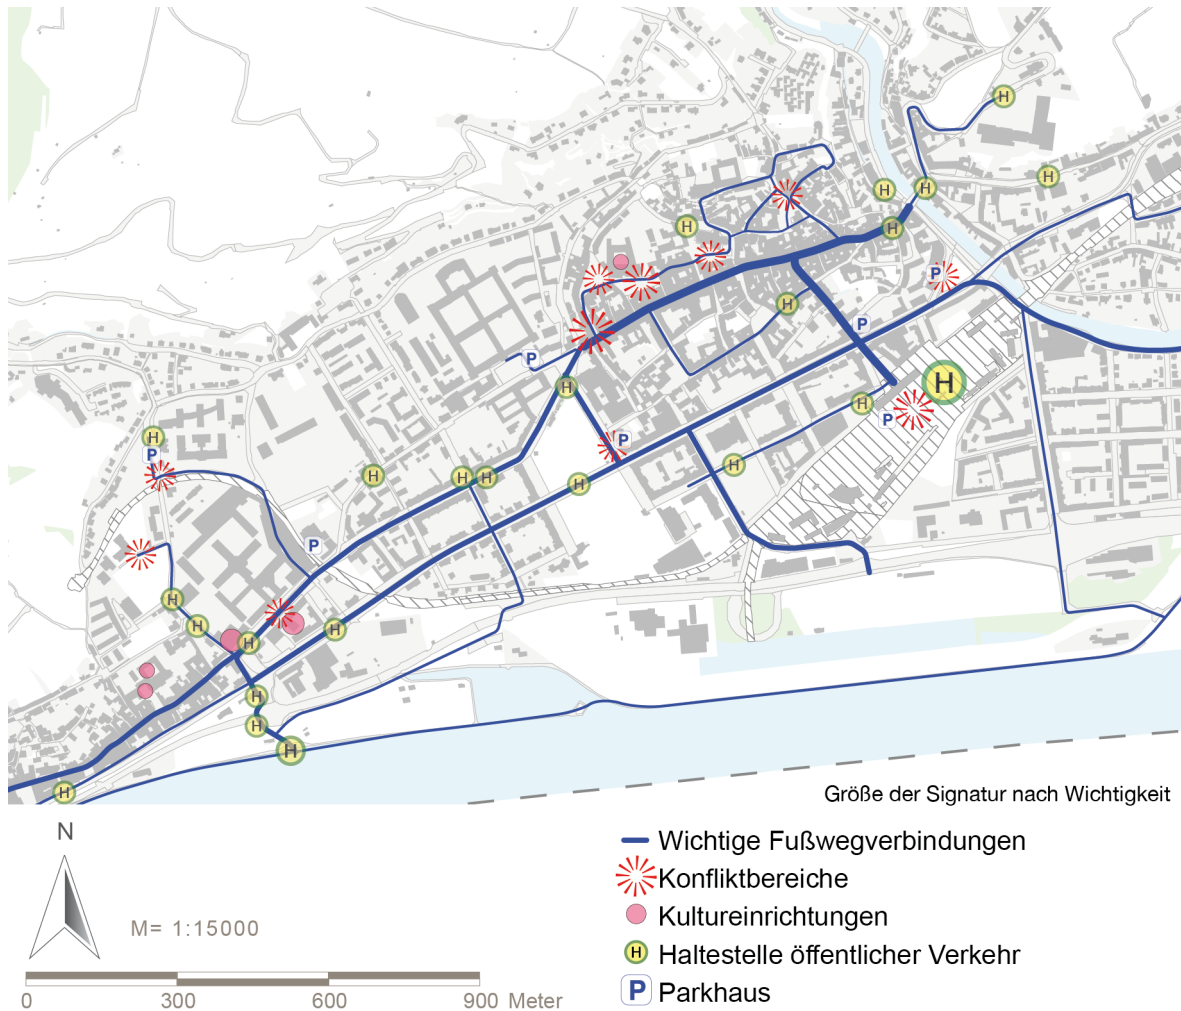 H
H
H
H
H
H
P
H
P
P
H
H
H
P
H
P
P
H
H
H
H
H
P
H
H
H
H
H
H
H
H
Größe der Signatur nach Wichtigkeit
N
M= 1:15000
0 300 600 900 Meter
Wichtige Fußwegverbindungen
Konfliktbereiche
Kultureinrichtungen
H Haltestelle öffentlicher Verkehr
P Parkhaus